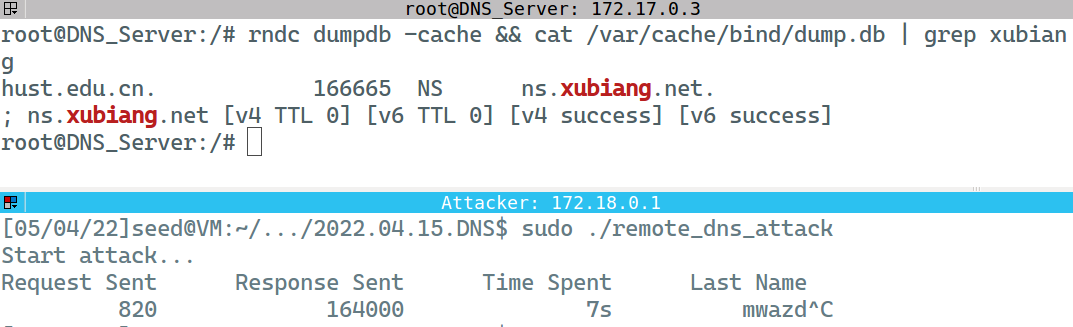 root@DNS_Server: 172.17.0.3
root@DNS_Server:/# rndc dumpdb -cache && cat /var/cache/bind/dump.db | grep xubian
g
hust.edu.cn. 166665 NS ns.xubiang.net.
; ns.xubiang.net [v4 TTL 0] [v6 TTL 0] [v4 success] [v6 success]
root@DNS_Server:/#
Attacker: 172.18.0.1
[05/04/22]seed@VM:~/.../2022.04.15.DNS$ sudo ./remote_dns_attack
Start attack...
Request Sent Response Sent Time Spent Last Name
820 164000 7s mwazd^C